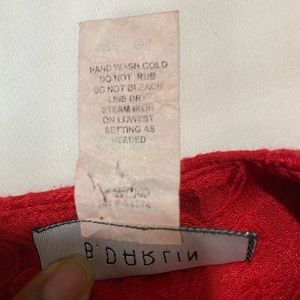 HAND WASH COLD
DO NOT RUB
DO NOT BLEACH
LINE DRY
STEAM IRON
ON LOWEST
SETTING AS
NEEDED
B. DARLIN